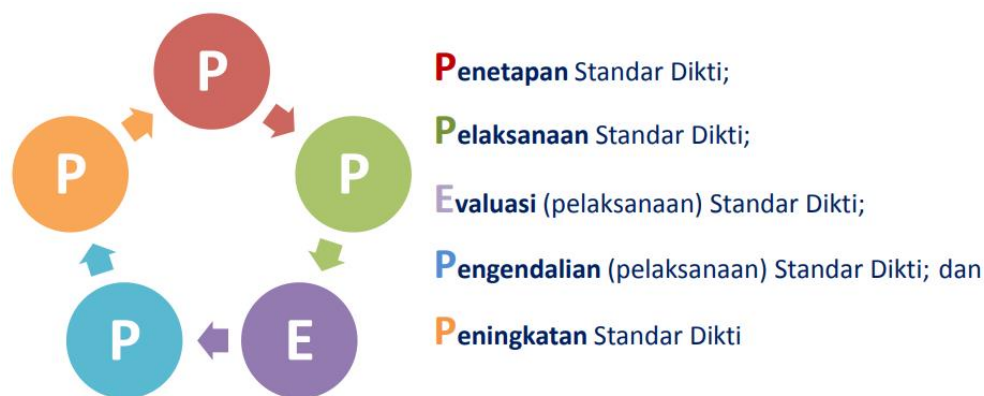 P
P
P
P
E
Penetapan Standar Dikti;
Pelaksanaan Standar Dikti;
Evaluasi (pelaksanaan) Standar Dikti;
Pengendalian (pelaksanaan) Standar Dikti; dan
Peningkatan Standar Dikti